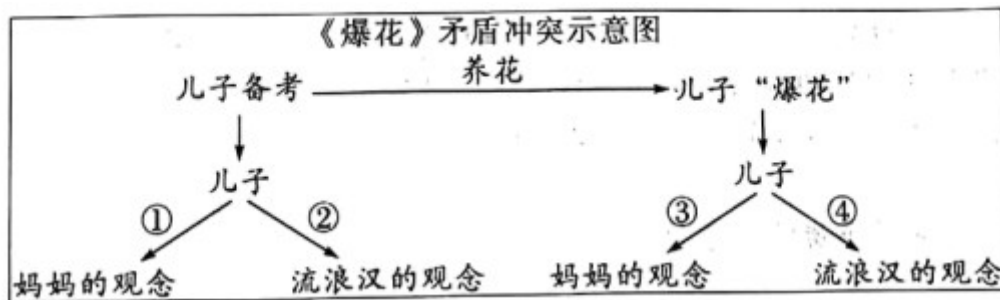 《爆花》矛盾冲突示意图
养花
儿子备考 儿子“爆花”
儿子 儿子
① ② ③ ④
妈妈的观念 流浪汉的观念 妈妈的观念 流浪汉的观念